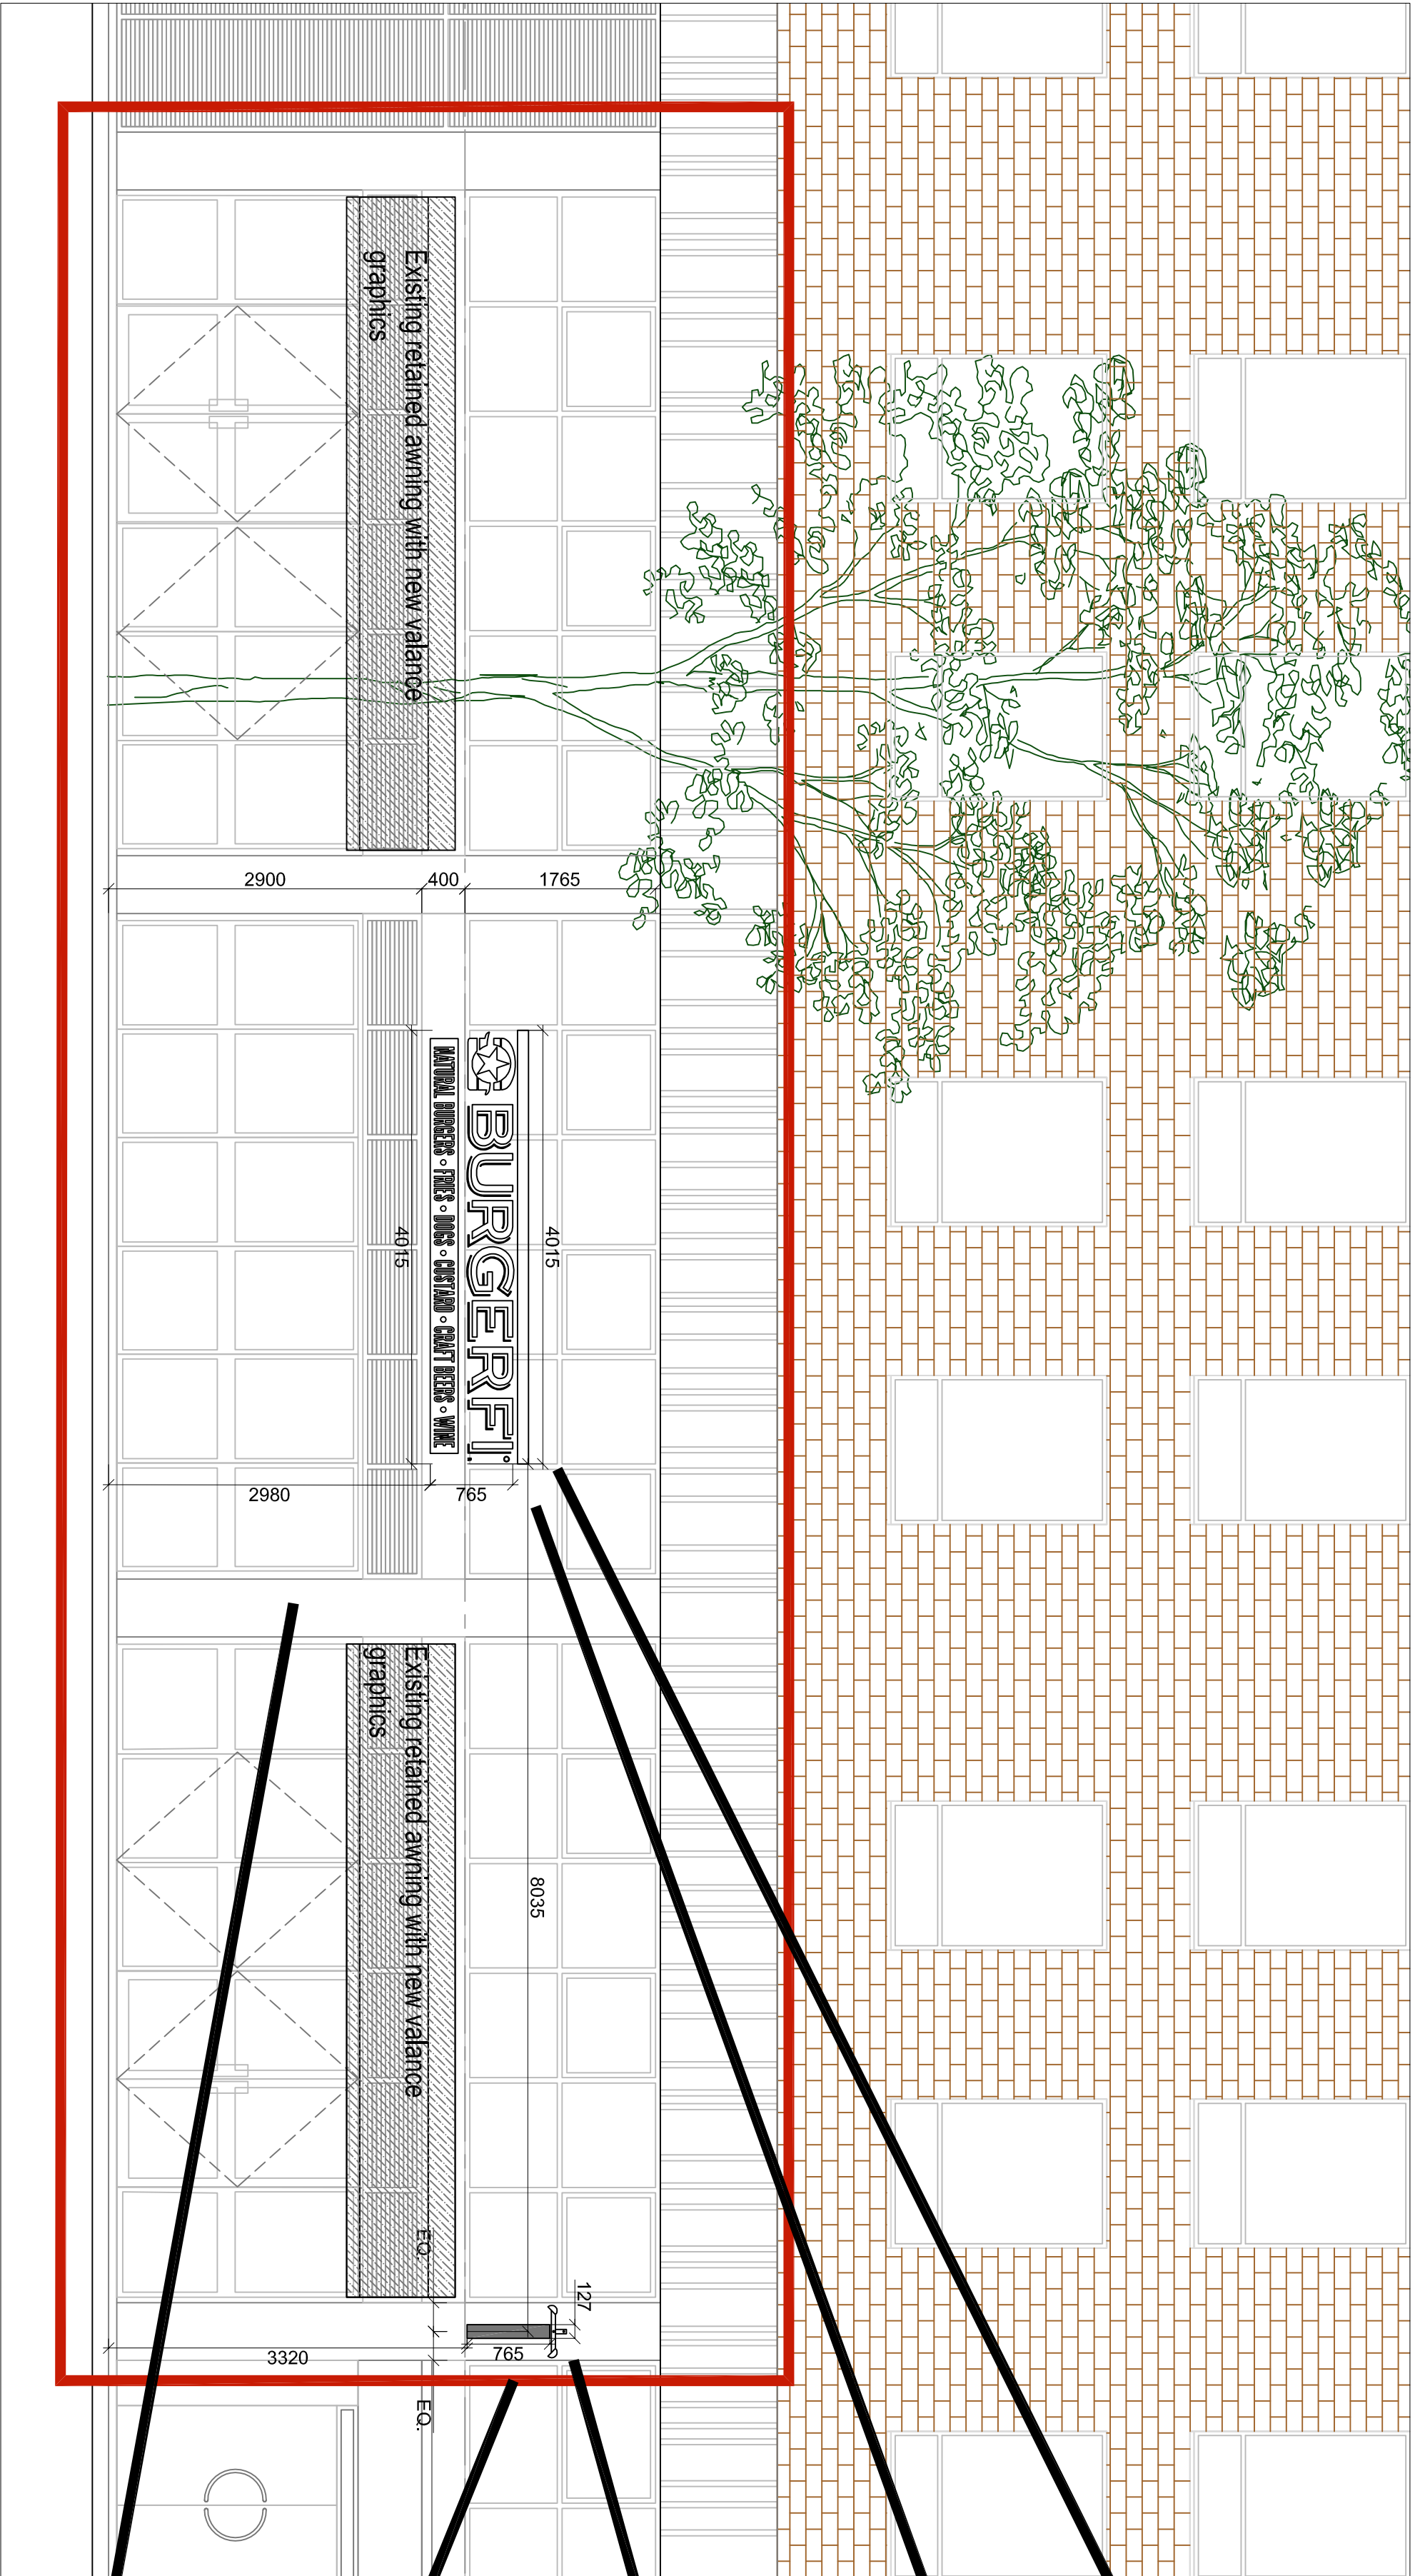 Existing retained awning with new valance
graphics
2900
400
1765
BURGERFI
NATURAL BURGERS • FRIES • DOGS • CUSTARD • CRAFT BEERS • WINE
4015
4015
2980
765
Existing retained awning with new valance
graphics
8035
EQ.
127
3320
765
EQ.